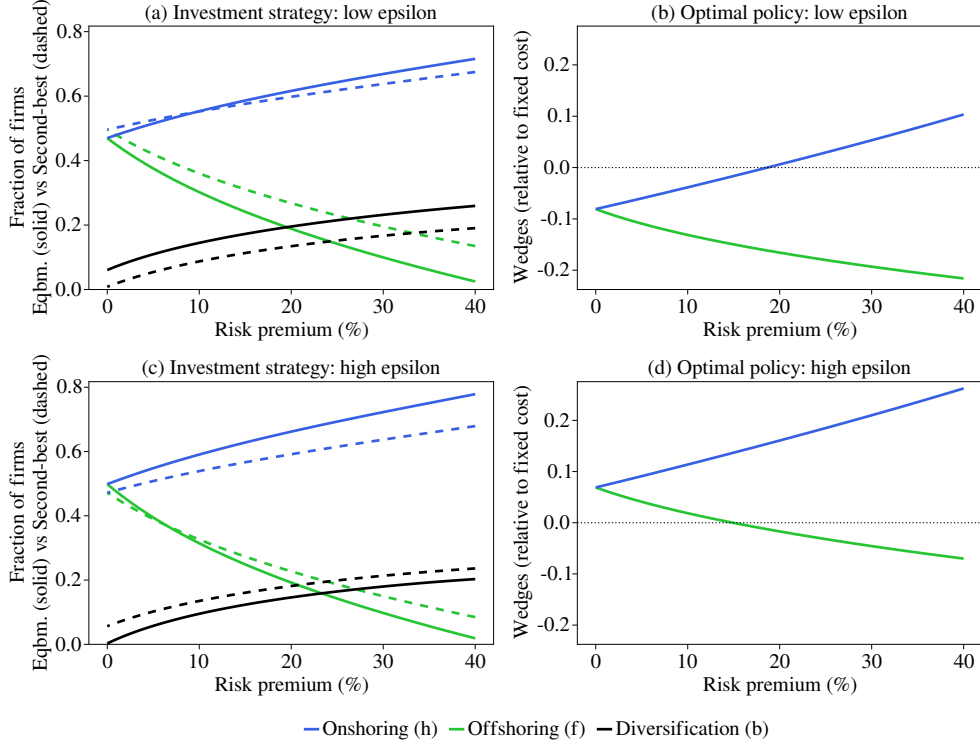 (a) Investment strategy: low epsilon
(b) Optimal policy: low epsilon
Fraction of firms
Eqbm. (solid) vs Second-best (dashed)
0.8
0.6
0.4
0.2
0.0
0
10
20
30
40
Risk premium (%)
Wedges (relative to fixed cost)
0.2
0.1
0.0
-0.1
-0.2
0
10
20
30
40
Risk premium (%)
(c) Investment strategy: high epsilon
(d) Optimal policy: high epsilon
Fraction of firms
Eqbm. (solid) vs Second-best (dashed)
0.8
0.6
0.4
0.2
0.0
0
10
20
30
40
Risk premium (%)
Wedges (relative to fixed cost)
0.2
0.1
0.0
-0.1
-0.2
0
10
20
30
40
Risk premium (%)
Onshoring (h)
Offshoring (f)
Diversification (b)